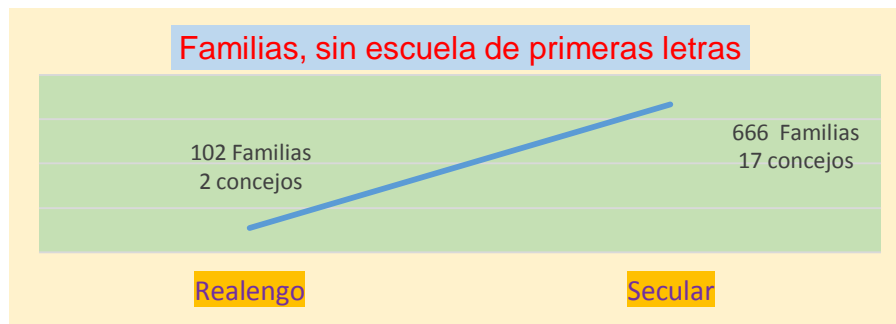 Familias, sin escuela de primeras letras
102 Familias
2 concejos
666 Familias
17 concejos
Realengo
Secular